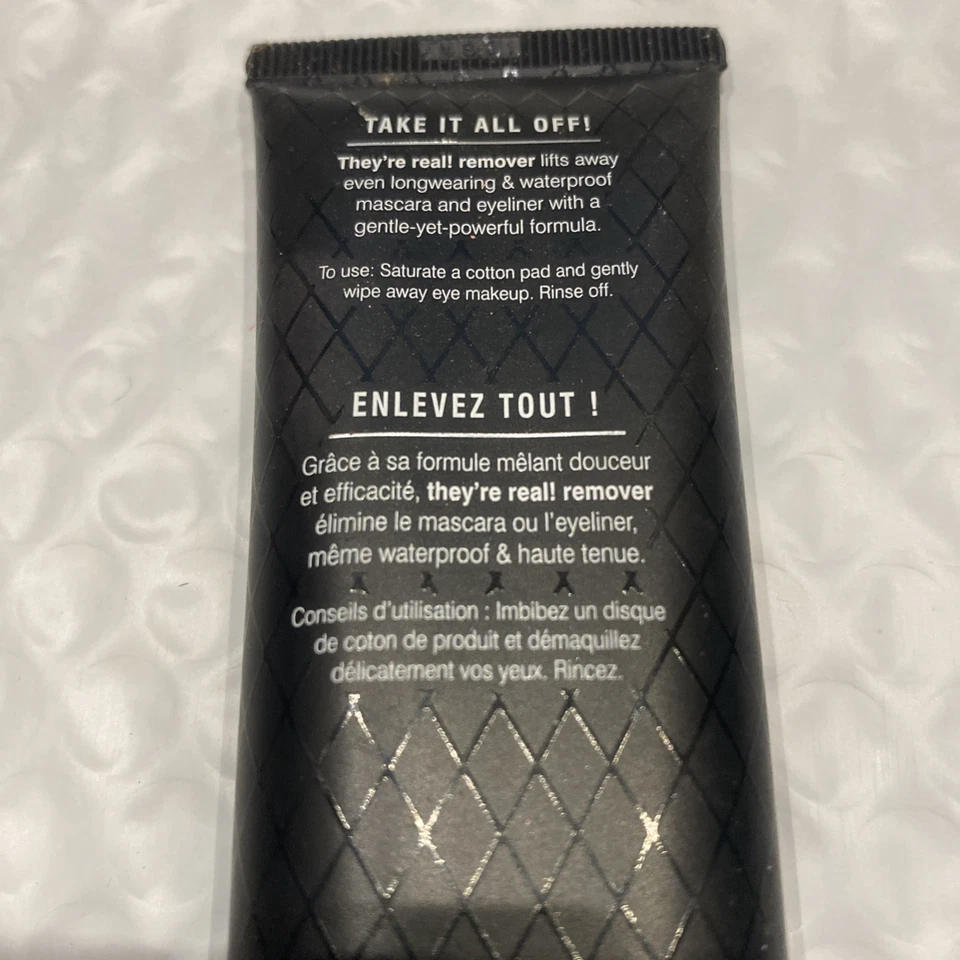 TAKE IT ALL OFF!
They're real! remover lifts away
even longwearing & waterproof
mascara and eyeliner with a
gentle-yet-powerful formula.
To use: Saturate a cotton pad and gently
wipe away eye makeup. Rinse off.
ENLEVEZ TOUT !
Grâce à sa formule mêlant douceur
et efficacité, they're real! remover
élimine le mascara ou l'eyeliner,
même waterproof & haute tenue.
Conseils d'utilisation : Imbibez un disque
de coton de produit et démaquillez
délicatement vos yeux. Rincez.